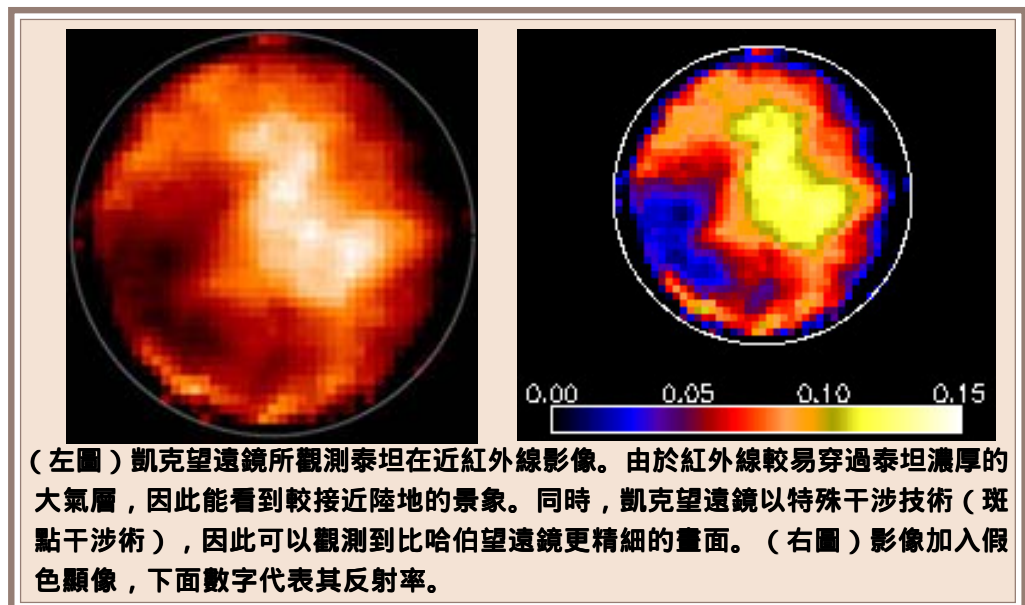 0.00 0.05 0.10 0.15
（左圖）凱克望遠鏡所觀測泰坦在近紅外線影像。由於紅外線較易穿過泰坦濃厚的
大氣層，因此能看到較接近陸地的景象。同時，凱克望遠鏡以特殊干涉技術（斑
點干涉術），因此可以觀測到比哈伯望遠鏡更精細的畫面。（右圖）影像加入假
色顯像，下面數字代表其反射率。